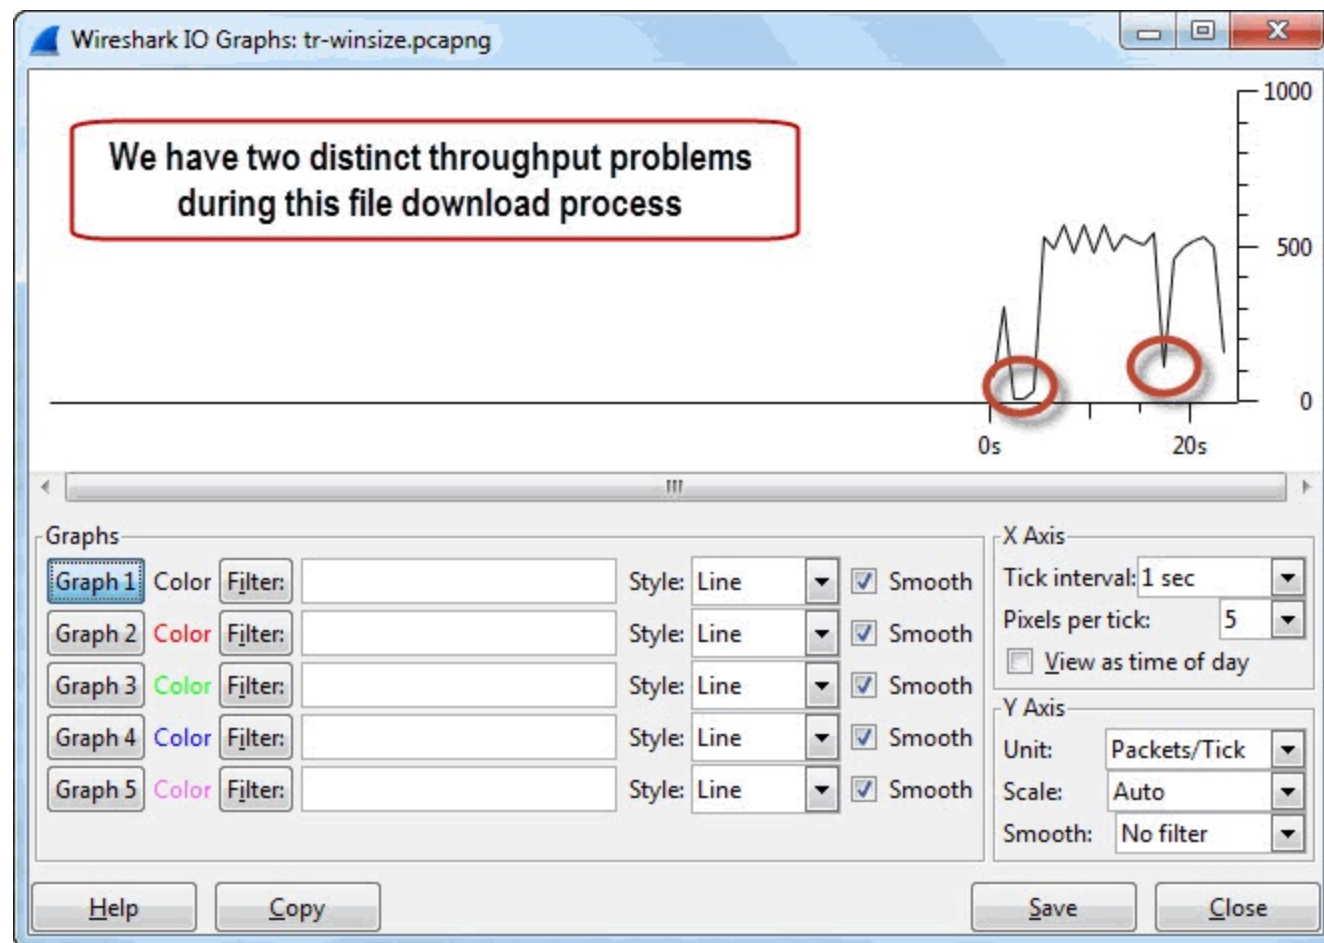 Wireshark IO Graphs: tr-winsize.pcapng
We have two distinct throughput problems
during this file download process
1000
500
0
0s
20s
Graphs
Graph 1 Color Filter: Style: Line Smooth
Graph 2 Color Filter: Style: Line Smooth
Graph 3 Color Filter: Style: Line Smooth
Graph 4 Color Filter: Style: Line Smooth
Graph 5 Color Filter: Style: Line Smooth
X Axis
Tick interval: 1 sec
Pixels per tick: 5
View as time of day
Y Axis
Unit: Packets/Tick
Scale: Auto
Smooth: No filter
Help
Copy
Save
Close